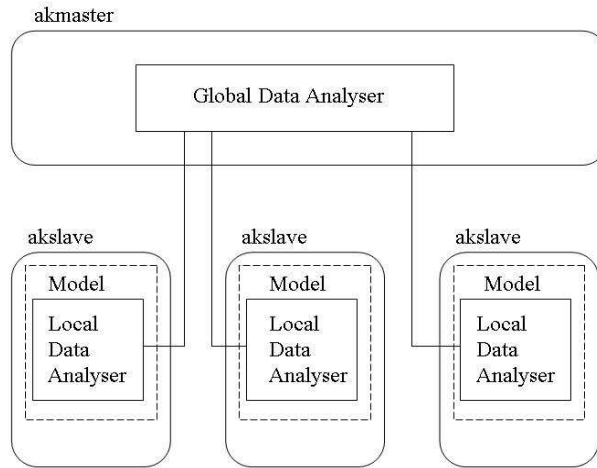 akmaster
Global Data Analyser
akslave
Model
Local
Data
Analyser
akslave
Model
Local
Data
Analyser
akslave
Model
Local
Data
Analyser